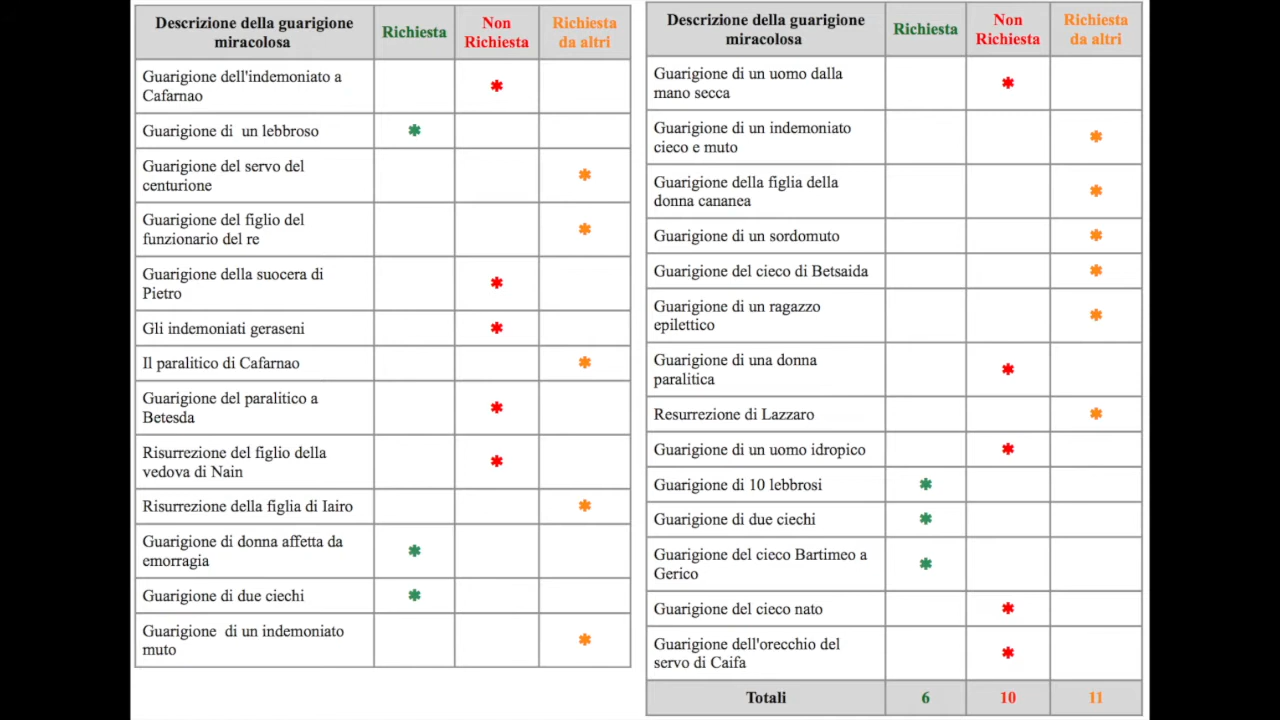 Descrizione della guarigione
miracolosa
Richiesta
Non
Richiesta
Richiesta
da altri
Guarigione dell'indemoniato a
Cafarnao
*
Guarigione di un lebbroso
*
Guarigione del servo del
centurione
*
Guarigione del figlio del
funzionario del re
*
Guarigione della suocera di
Pietro
*
Gli indemoniati geraseni
*
Il paralitico di Cafarnao
*
Guarigione del paralitico a
Betesda
*
Risurrezione del figlio della
vedova di Nain
*
Risurrezione della figlia di Iairo
*
Guarigione di donna affetta da
emorragia
*
Guarigione di due ciechi
*
Guarigione di un indemoniato
muto
*
Descrizione della guarigione
miracolosa
Richiesta
Non
Richiesta
Richiesta
da altri
Guarigione di un uomo dalla
mano secca
*
Guarigione di un indemoniato
cieco e muto
*
Guarigione della figlia della
donna cananea
*
Guarigione di un sordomuto
*
Guarigione del cieco di Betsaida
*
Guarigione di un ragazzo
epilettico
*
Guarigione di una donna
paralitica
*
Resurrezione di Lazzaro
*
Guarigione di un uomo idropico
*
Guarigione di 10 lebbrosi
*
Guarigione di due ciechi
*
Guarigione del cieco Bartimeo a
Gerico
*
Guarigione del cieco nato
*
Guarigione dell'orecchio del
servo di Caifa
*
Totali 6 10 11